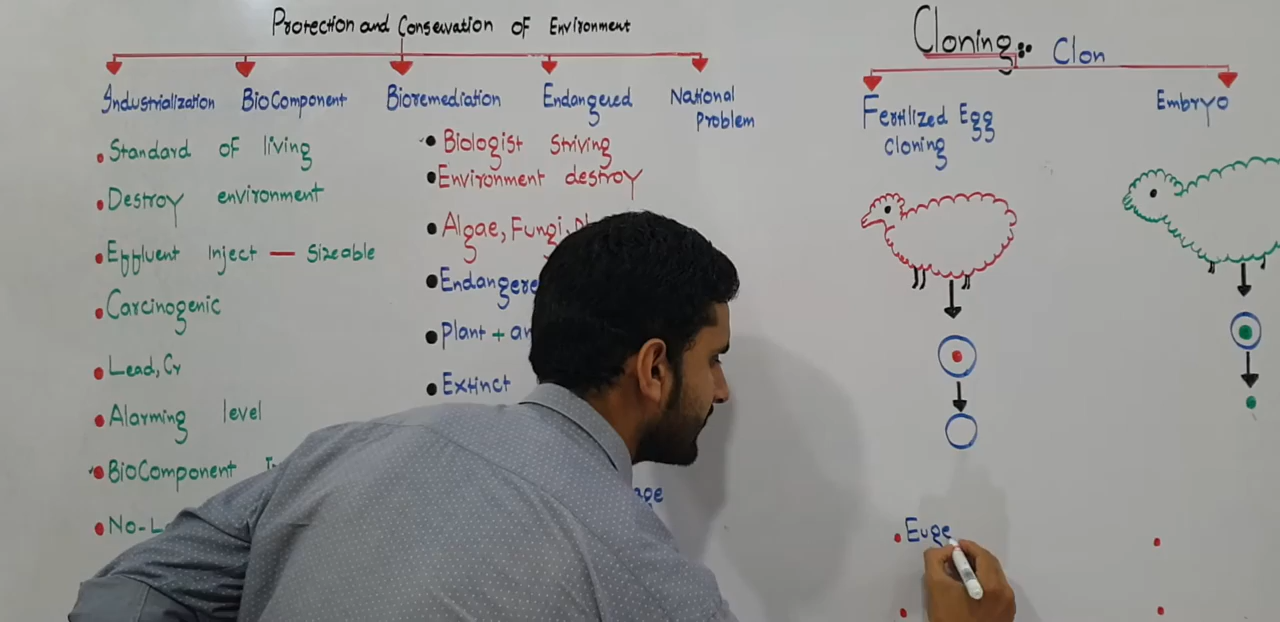 Protection and Conservation of Environment
Industrialization
BioComponent
Bioremediation
Endangered
National
Problem
Standard of living
Destroy environment
Effluent Inject — Sizeable
Carcinogenic
Lead, Cr
Alarming level
BioComponent
No-L
Biologist Striving
Environment destroy
Algae, Fungi,
Endangere
Plant +
Extinct
Cloning: Clon
Fertilized Egg
cloning
Embryo
Euge